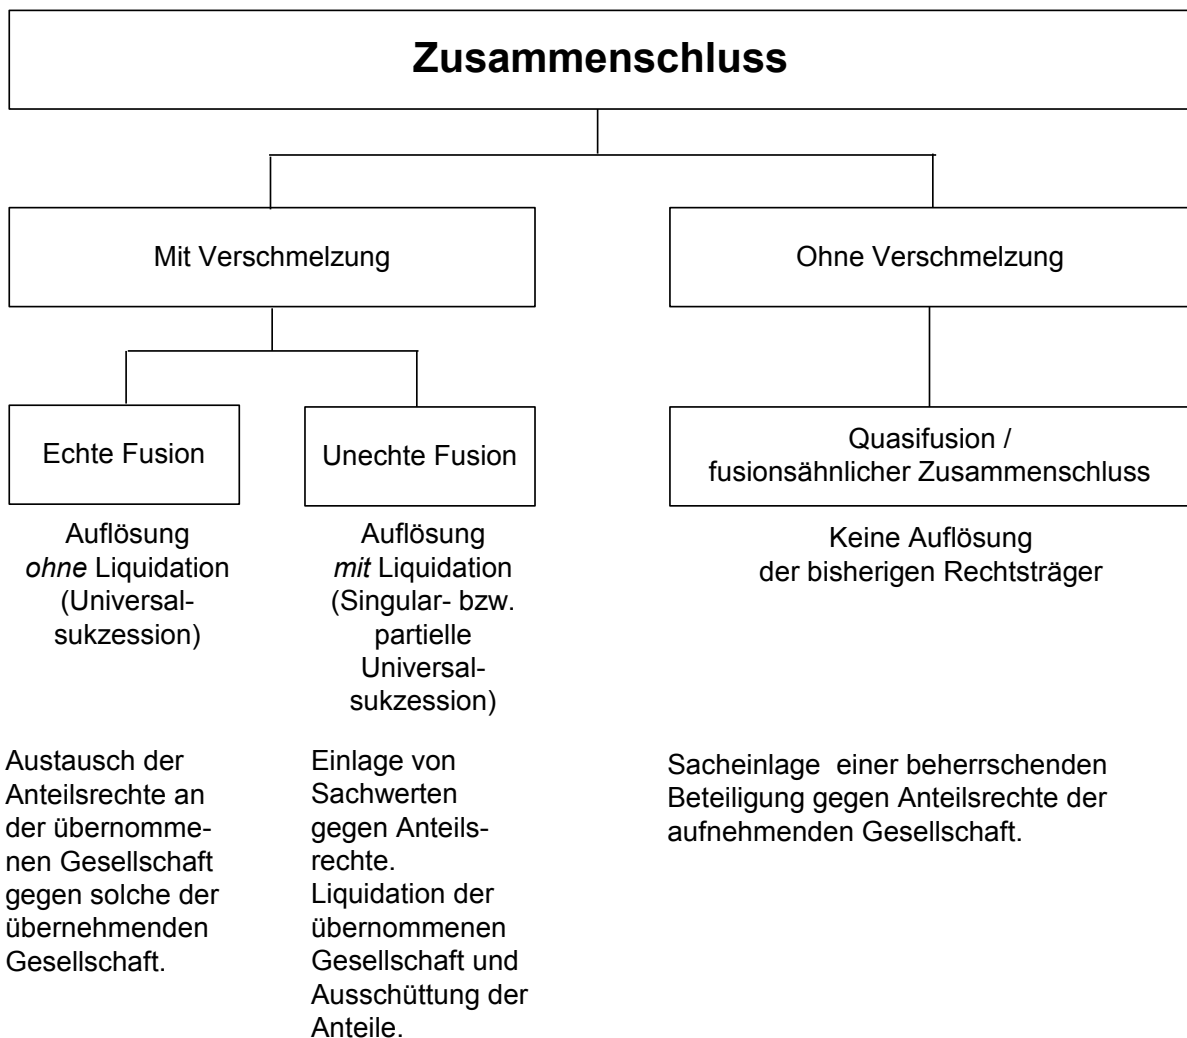 Zusammenschluss
Mit Verschmelzung
Ohne Verschmelzung
Echte Fusion
Unechte Fusion
Quasifusion /
fusionsähnlicher Zusammenschluss
Auflösung
ohne Liquidation
(Universal-
sukzession)
Auflösung
mit Liquidation
(Singular- bzw.
partielle
Universal-
sukzession)
Keine Auflösung
der bisherigen Rechtsträger
Austausch der
Anteilsrechte an
der übernomme-
nen Gesellschaft
gegen solche der
übernehmenden
Gesellschaft.
Einlage von
Sachwerten
gegen Anteils-
rechte.
Liquidation der
übernommenen
Gesellschaft und
Ausschüttung der
Anteile.
Sacheinlage einer beherrschenden
Beteiligung gegen Anteilsrechte der
aufnehmenden Gesellschaft.